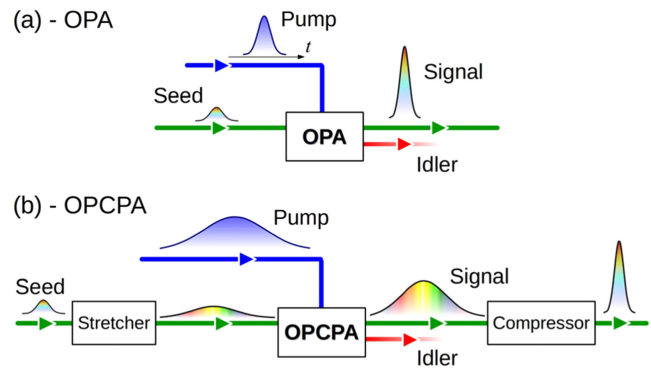 (a) - OPA
Pump
t
Seed
Signal
OPA
Idler
(b) - OPCPA
Pump
Seed
Signal
Stretcher
OPCPA
Compressor
Idler